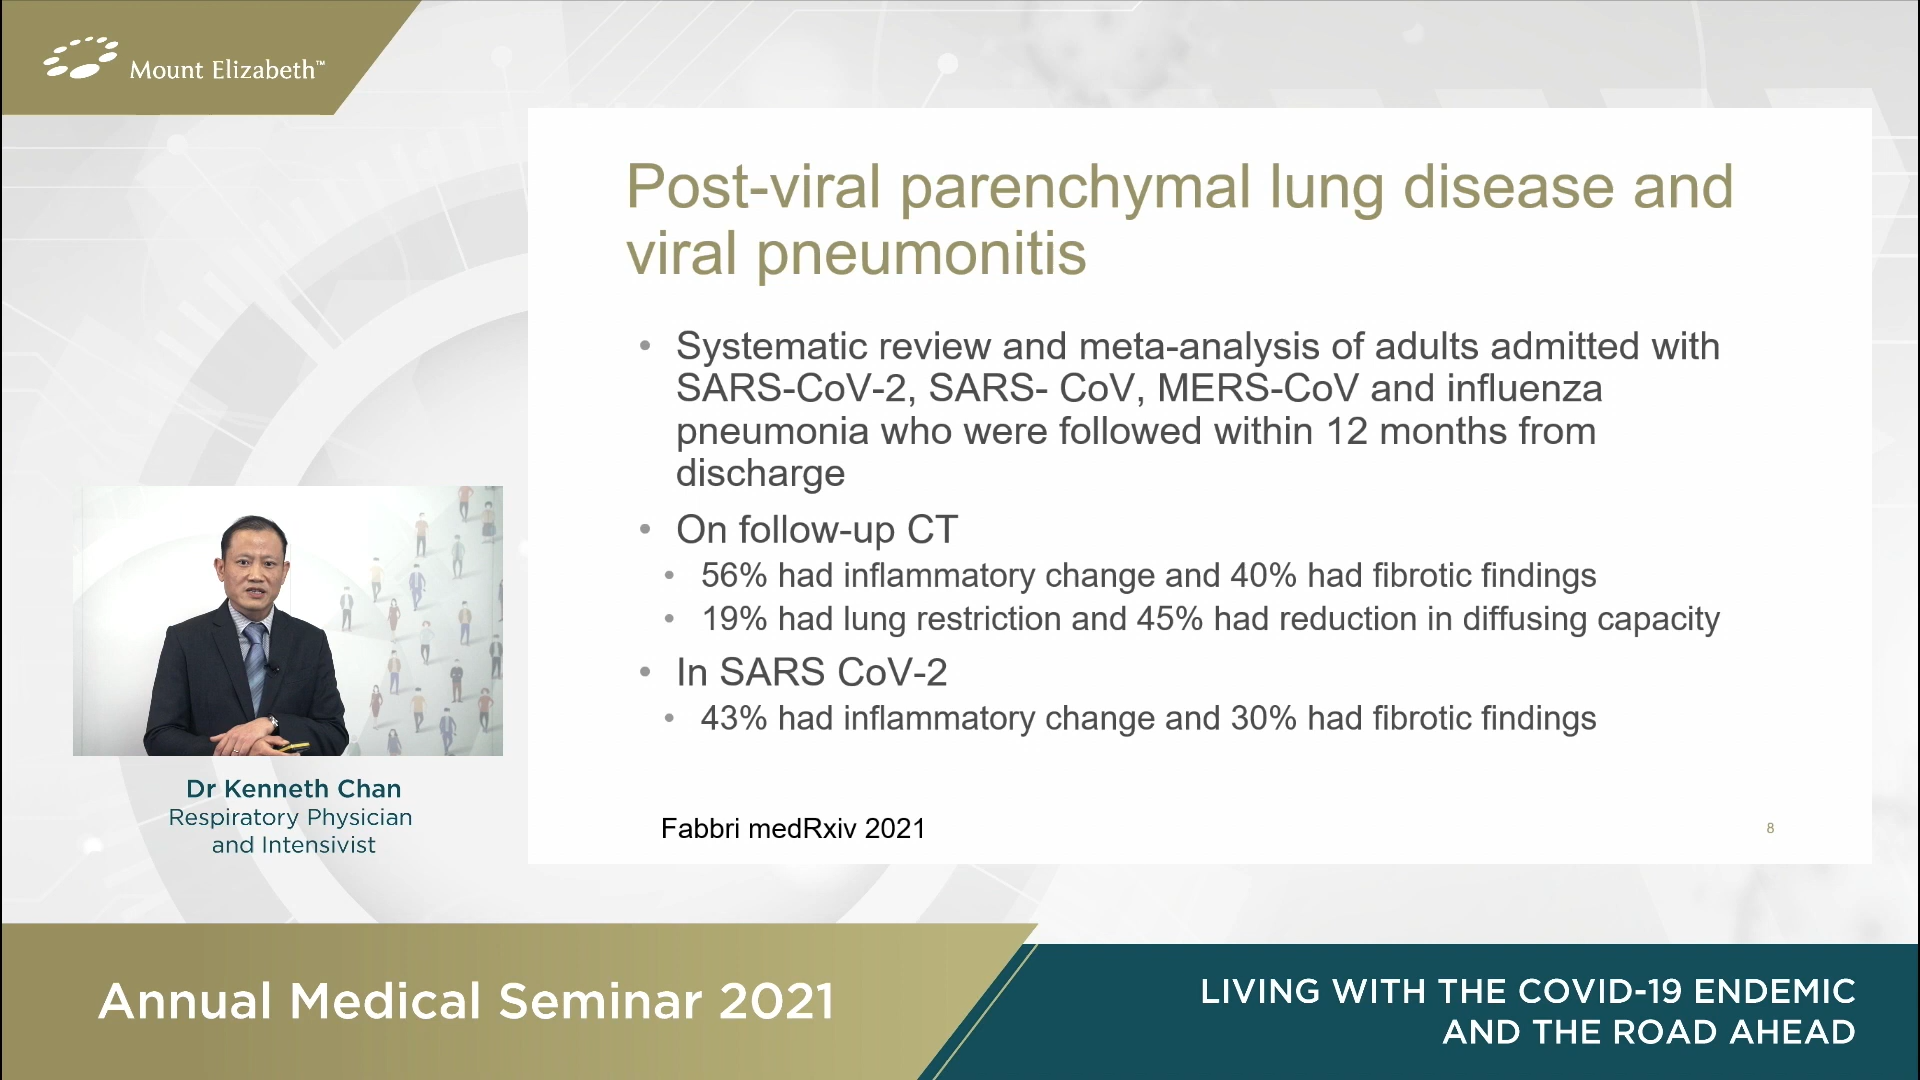 Mount Elizabeth™
Post-viral parenchymal lung disease and
viral pneumonitis
• Systematic review and meta-analysis of adults admitted with
SARS-CoV-2, SARS- CoV, MERS-CoV and influenza
pneumonia who were followed within 12 months from
discharge
• On follow-up CT
• 56% had inflammatory change and 40% had fibrotic findings
• 19% had lung restriction and 45% had reduction in diffusing capacity
• In SARS CoV-2
• 43% had inflammatory change and 30% had fibrotic findings
Fabbri medRxiv 2021
8
Dr Kenneth Chan
Respiratory Physician
and Intensivist
Annual Medical Seminar 2021
LIVING WITH THE COVID-19 ENDEMIC
AND THE ROAD AHEAD